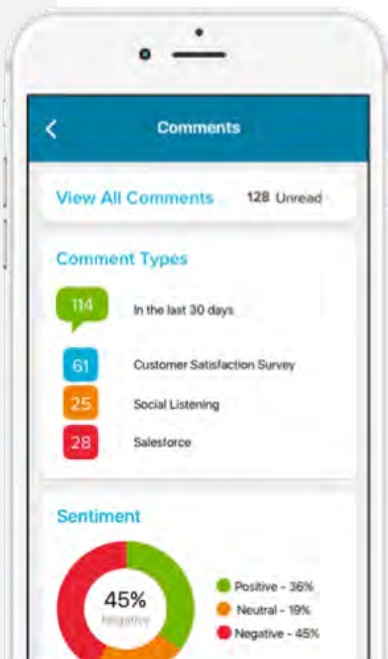 Comments
View All Comments 128 Unread
Comment Types
114 In the last 30 days
61 Customer Satisfaction Survey
25 Social Listening
28 Salesforce
Sentiment
Positive - 36%
45% Neutral - 19%
Negative Negative - 45%